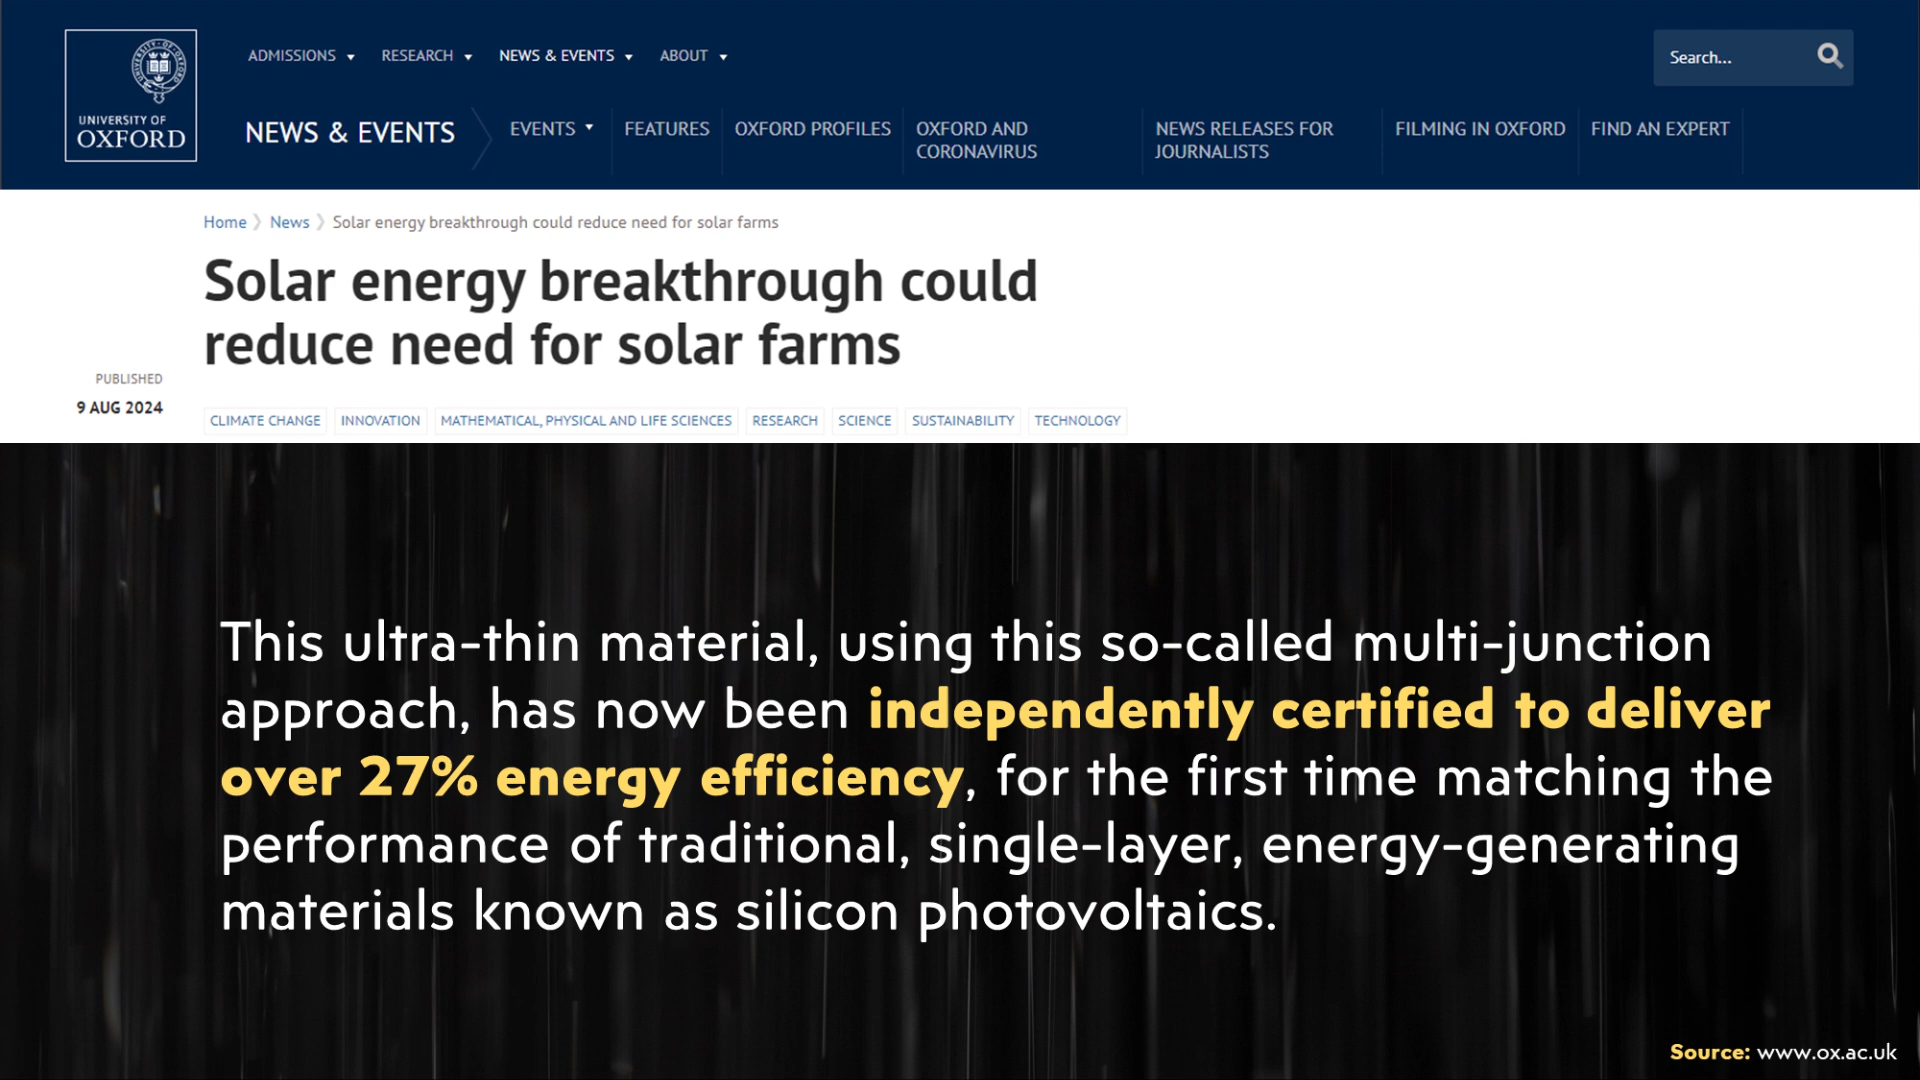 UNIVERSITY OF
OXFORD
ADMISSIONS
RESEARCH
NEWS & EVENTS
ABOUT
Search...
NEWS & EVENTS
EVENTS
FEATURES
OXFORD PROFILES
OXFORD AND
CORONAVIRUS
NEWS RELEASES FOR
JOURNALISTS
FILMING IN OXFORD
FIND AN EXPERT
Home
News
Solar energy breakthrough could reduce need for solar farms
Solar energy breakthrough could
reduce need for solar farms
PUBLISHED
9 AUG 2024
CLIMATE CHANGE
INNOVATION
MATHEMATICAL, PHYSICAL AND LIFE SCIENCES
RESEARCH
SCIENCE
SUSTAINABILITY
TECHNOLOGY
This ultra-thin material, using this so-called multi-junction
approach, has now been independently certified to deliver
over 27% energy efficiency, for the first time matching the
performance of traditional, single-layer, energy-generating
materials known as silicon photovoltaics.
Source: www.ox.ac.uk